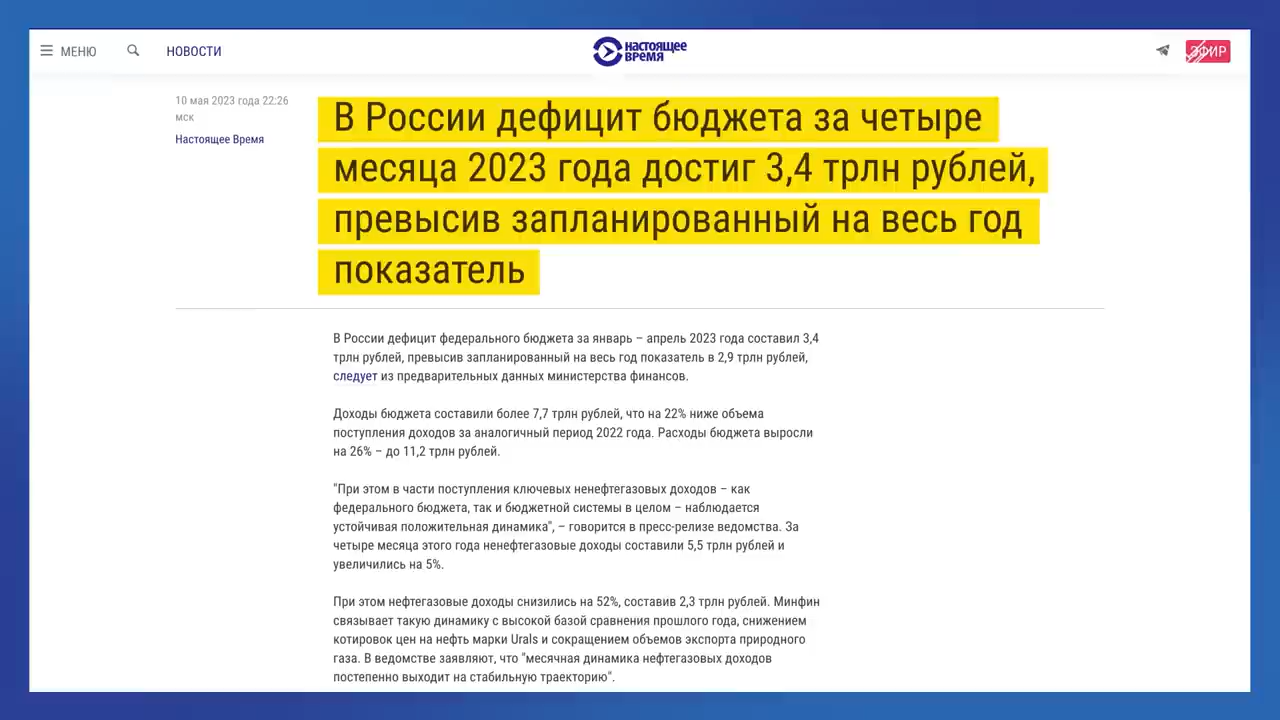 МЕНЮ
НОВОСТИ
НАСТОЯЩЕЕ
ВРЕМЯ
ЭФИР
10 мая 2023 года 22:26
мск
Настоящее Время
В России дефицит бюджета за четыре
месяца 2023 года достиг 3,4 трлн рублей,
превысив запланированный на весь год
показатель
В России дефицит федерального бюджета за январь – апрель 2023 года составил 3,4
трлн рублей, превысив запланированный на весь год показатель в 2,9 трлн рублей,
следует из предварительных данных министерства финансов.
Доходы бюджета составили более 7,7 трлн рублей, что на 22% ниже объема
поступления доходов за аналогичный период 2022 года. Расходы бюджета выросли
на 26% – до 11,2 трлн рублей.
"При этом в части поступления ключевых ненефтегазовых доходов – как
федерального бюджета, так и бюджетной системы в целом – наблюдается
устойчивая положительная динамика", – говорится в пресс-релизе ведомства. За
четыре месяца этого года ненефтегазовые доходы составили 5,5 трлн рублей и
увеличились на 5%.
При этом нефтегазовые доходы снизились на 52%, составив 2,3 трлн рублей. Минфин
связывает такую динамику с высокой базой сравнения прошлого года, снижением
котировок цен на нефть марки Urals и сокращением объемов экспорта природного
газа. В ведомстве заявляют, что "месячная динамика нефтегазовых доходов
постепенно выходит на стабильную траекторию".